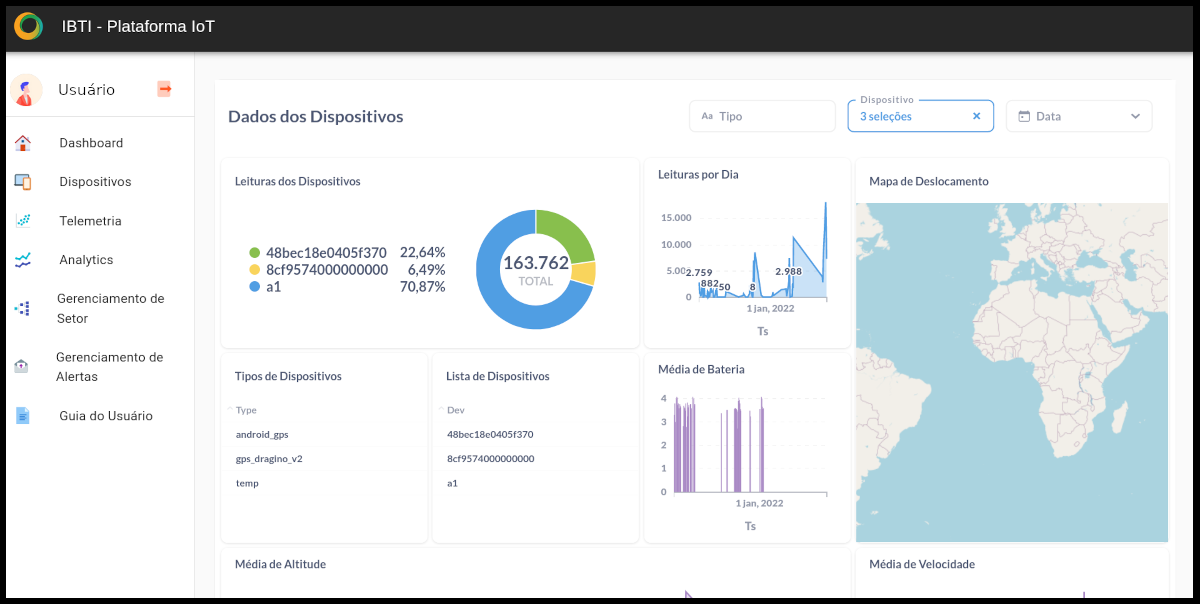 IBTI - Plataforma IoT
Usuário
Dashboard
Dispositivos
Telemetria
Analytics
Gerenciamento de
Setor
Gerenciamento de
Alertas
Guia do Usuário
Dados dos Dispositivos
Aa Tipo
Dispositivo
3 seleções
Data
Leituras dos Dispositivos
48bec18e0405f370 22,64%
8cf9574000000000 6,49%
a1 70,87%
163.762
TOTAL
Leituras por Dia
15.000
10.000
5.000
0
2.759
882
50
8
2.988
1 jan, 2022
Ts
Mapa de Deslocamento
Tipos de Dispositivos
Type
android_gps
gps_dragino_v2
temp
Lista de Dispositivos
Dev
48bec18e0405f370
8cf9574000000000
a1
Média de Bateria
4
3
2
1
0
1 jan, 2022
Ts
Média de Altitude
Média de Velocidade